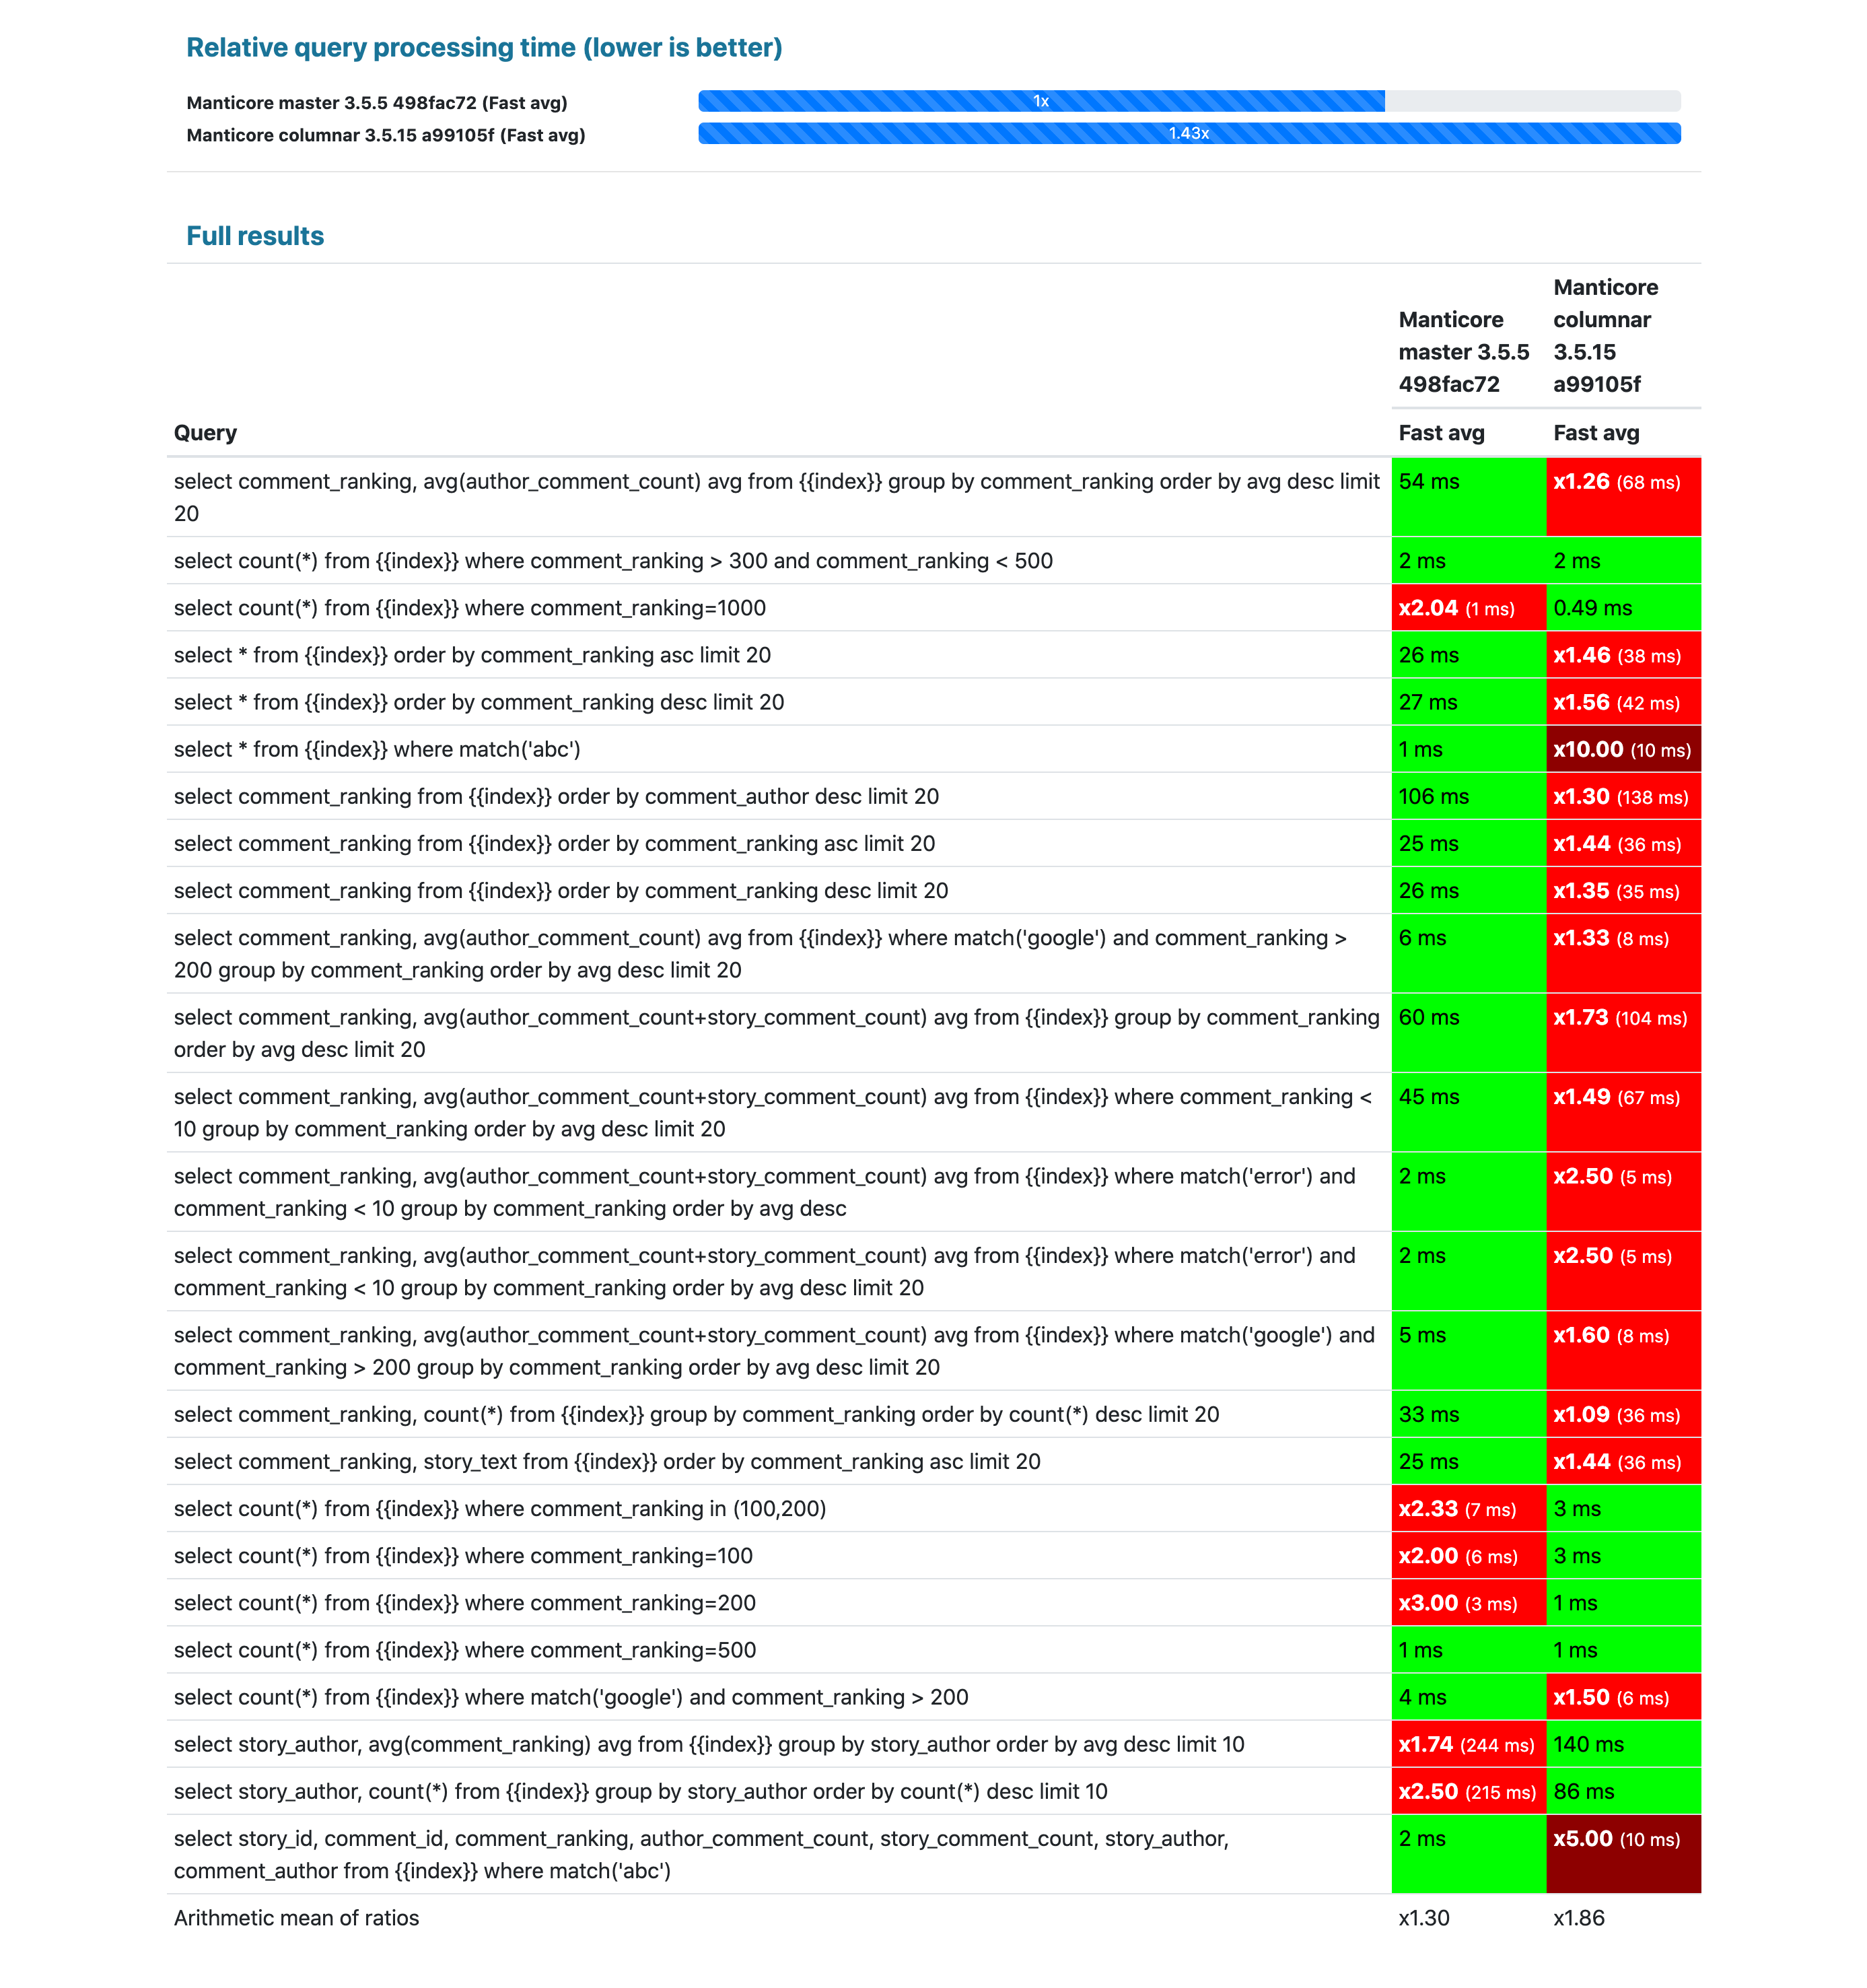 Relative query processing time (lower is better)
Manticore master 3.5.5 498fac72 (Fast avg)
1x
Manticore columnar 3.5.15 a99105f (Fast avg)
1.43x
Full results
Manticore
master 3.5.5
498fac72
Manticore
columnar
3.5.15
a99105f
Query
Fast avg
Fast avg
select comment_ranking, avg(author_comment_count) avg from {{index}} group by comment_ranking order by avg desc limit
20
54 ms
x1.26 (68 ms)
select count(*) from {{index}} where comment_ranking > 300 and comment_ranking < 500
2 ms
2 ms
select count(*) from {{index}} where comment_ranking=1000
x2.04 (1 ms)
0.49 ms
select * from {{index}} order by comment_ranking asc limit 20
26 ms
x1.46 (38 ms)
select * from {{index}} order by comment_ranking desc limit 20
27 ms
x1.56 (42 ms)
select * from {{index}} where match('abc')
1 ms
x10.00 (10 ms)
select comment_ranking from {{index}} order by comment_author desc limit 20
106 ms
x1.30 (138 ms)
select comment_ranking from {{index}} order by comment_ranking asc limit 20
25 ms
x1.44 (36 ms)
select comment_ranking from {{index}} order by comment_ranking desc limit 20
26 ms
x1.35 (35 ms)
select comment_ranking, avg(author_comment_count) avg from {{index}} where match('google') and comment_ranking >
200 group by comment_ranking order by avg desc limit 20
6 ms
x1.33 (8 ms)
select comment_ranking, avg(author_comment_count+story_comment_count) avg from {{index}} group by comment_ranking
order by avg desc limit 20
60 ms
x1.73 (104 ms)
select comment_ranking, avg(author_comment_count+story_comment_count) avg from {{index}} where comment_ranking <
10 group by comment_ranking order by avg desc limit 20
45 ms
x1.49 (67 ms)
select comment_ranking, avg(author_comment_count+story_comment_count) avg from {{index}} where match('error') and
comment_ranking < 10 group by comment_ranking order by avg desc
2 ms
x2.50 (5 ms)
select comment_ranking, avg(author_comment_count+story_comment_count) avg from {{index}} where match('error') and
comment_ranking < 10 group by comment_ranking order by avg desc limit 20
2 ms
x2.50 (5 ms)
select comment_ranking, avg(author_comment_count+story_comment_count) avg from {{index}} where match('google') and
comment_ranking > 200 group by comment_ranking order by avg desc limit 20
5 ms
x1.60 (8 ms)
select comment_ranking, count(*) from {{index}} group by comment_ranking order by count(*) desc limit 20
33 ms
x1.09 (36 ms)
select comment_ranking, story_text from {{index}} order by comment_ranking asc limit 20
25 ms
x1.44 (36 ms)
select count(*) from {{index}} where comment_ranking in (100,200)
x2.33 (7 ms)
3 ms
select count(*) from {{index}} where comment_ranking=100
x2.00 (6 ms)
3 ms
select count(*) from {{index}} where comment_ranking=200
x3.00 (3 ms)
1 ms
select count(*) from {{index}} where comment_ranking=500
1 ms
1 ms
select count(*) from {{index}} where match('google') and comment_ranking > 200
4 ms
x1.50 (6 ms)
select story_author, avg(comment_ranking) avg from {{index}} group by story_author order by avg desc limit 10
x1.74 (244 ms)
140 ms
select story_author, count(*) from {{index}} group by story_author order by count(*) desc limit 10
x2.50 (215 ms)
86 ms
select story_id, comment_id, comment_ranking, author_comment_count, story_comment_count, story_author,
comment_author from {{index}} where match('abc')
2 ms
x5.00 (10 ms)
Arithmetic mean of ratios
x1.30
x1.86